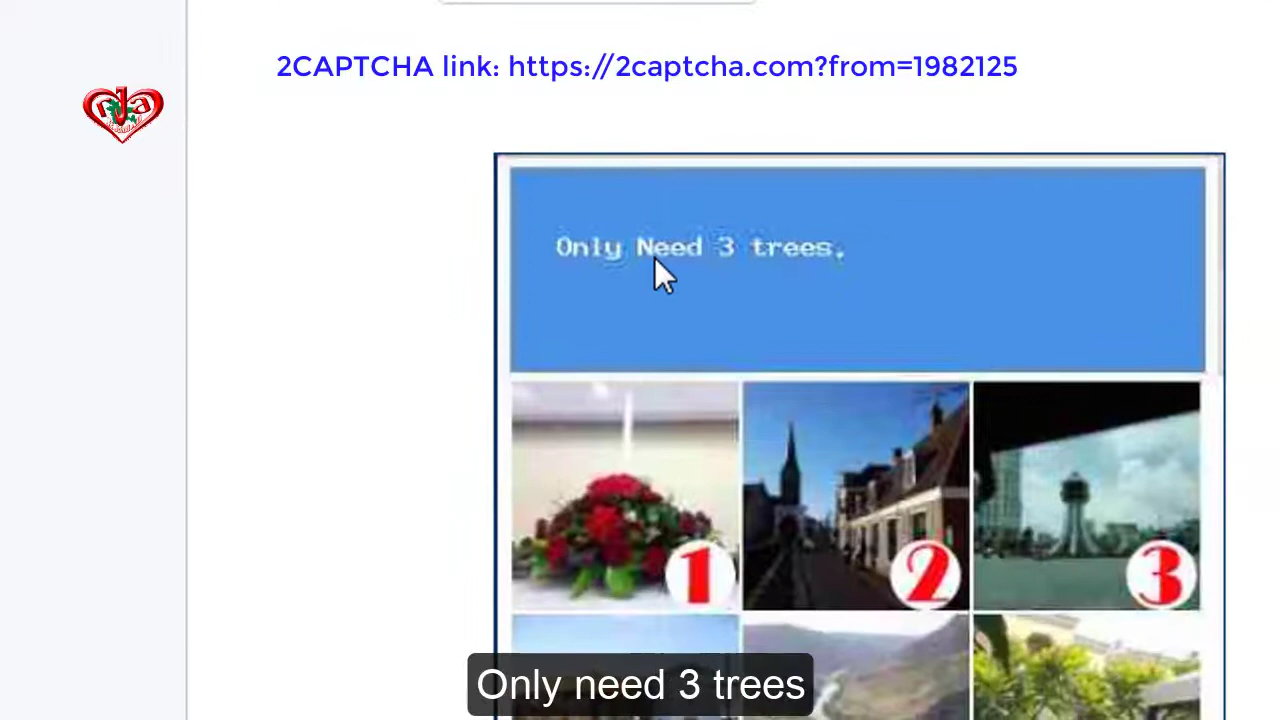 2CAPTCHA link: https://2captcha.com?from=1982125
Only Need 3 trees.
1
2
3
Only need 3 trees